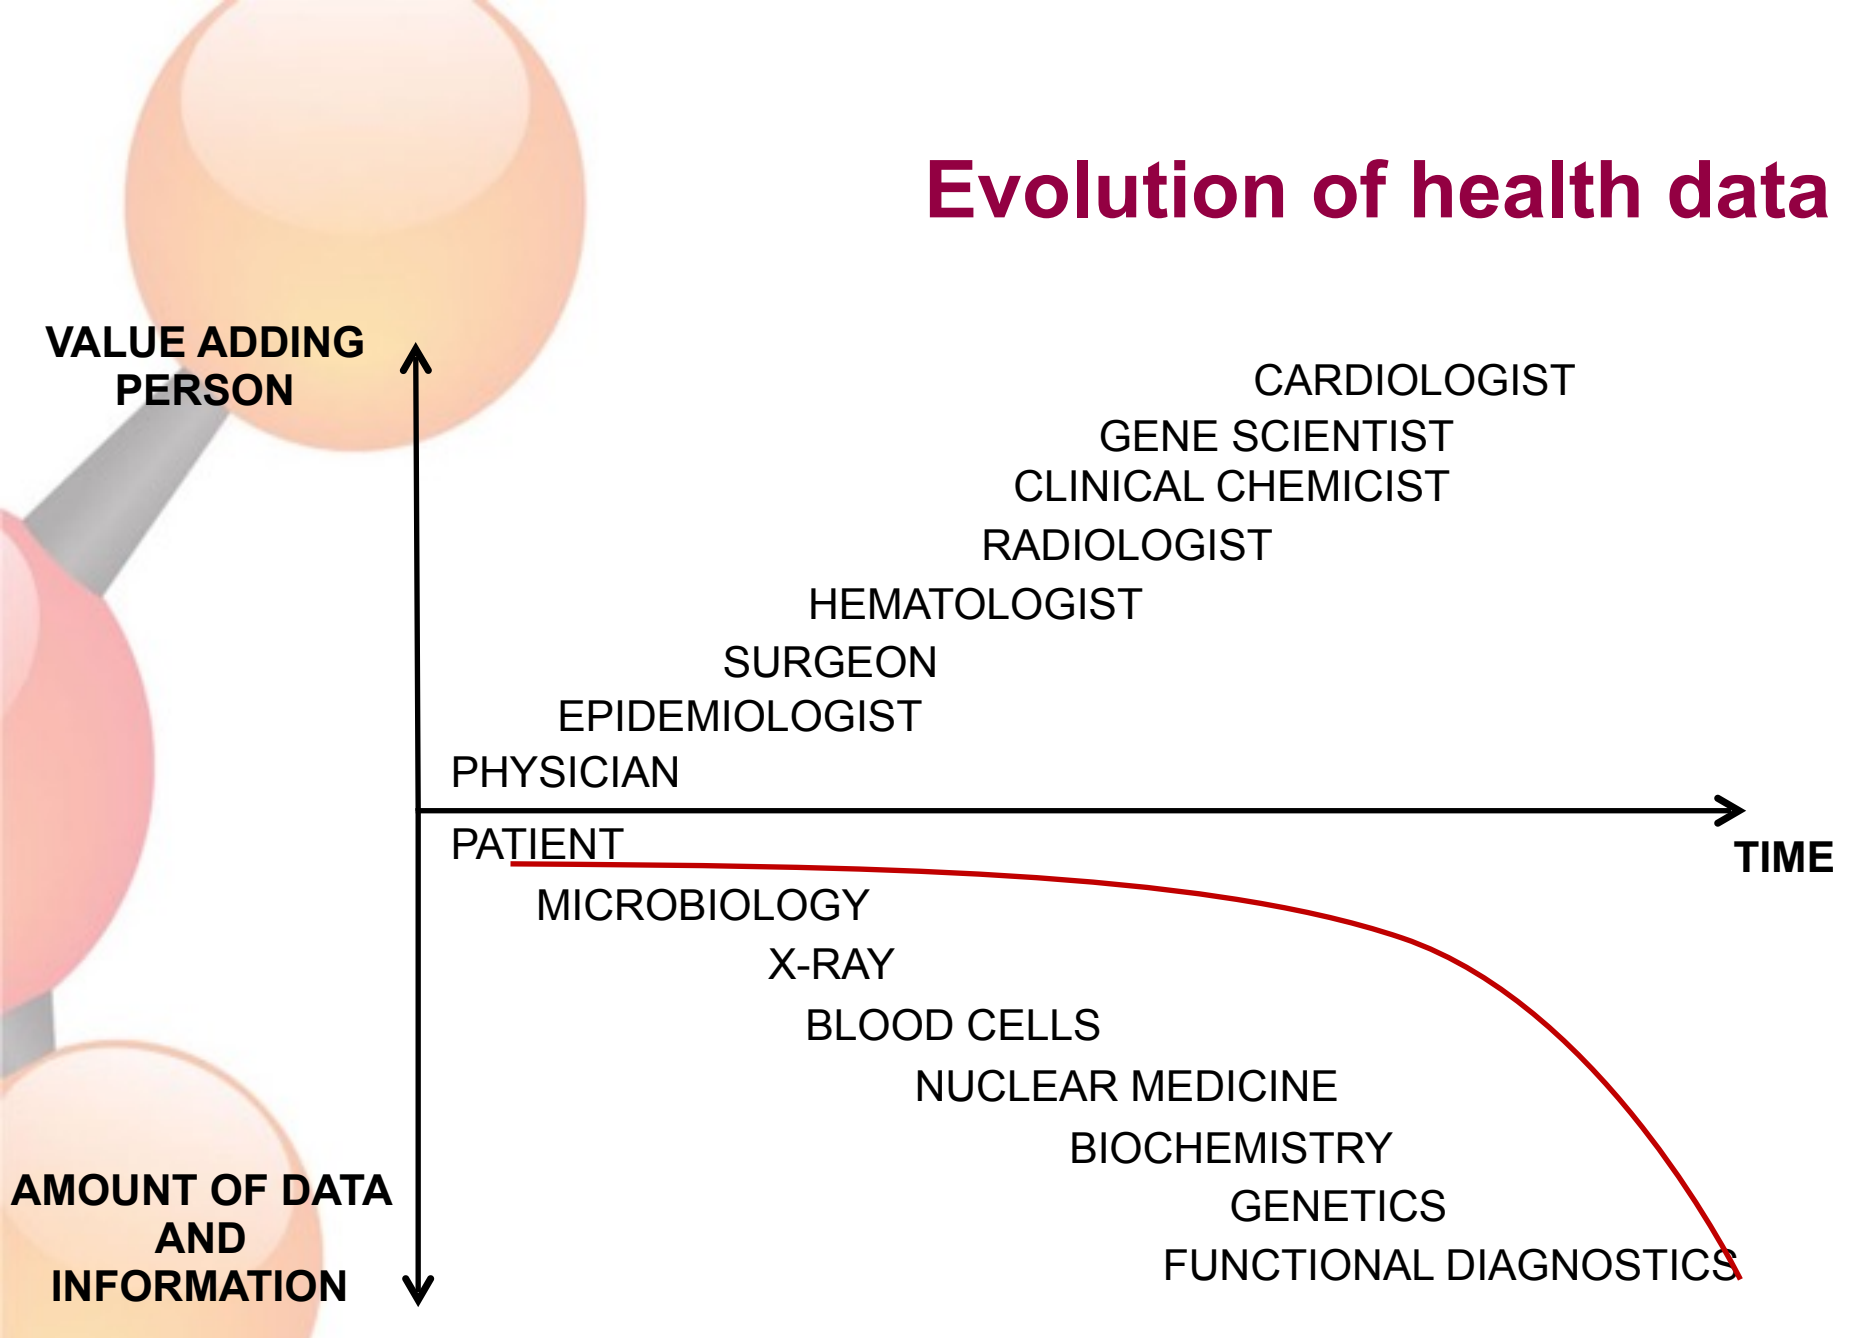 Evolution of health data
VALUE ADDING
PERSON
CARDIOLOGIST
GENE SCIENTIST
CLINICAL CHEMICIST
RADIOLOGIST
HEMATOLOGIST
SURGEON
EPIDEMIOLOGIST
PHYSICIAN
PATIENT
TIME
MICROBIOLOGY
X-RAY
BLOOD CELLS
NUCLEAR MEDICINE
BIOCHEMISTRY
GENETICS
FUNCTIONAL DIAGNOSTICS
AMOUNT OF DATA
AND
INFORMATION